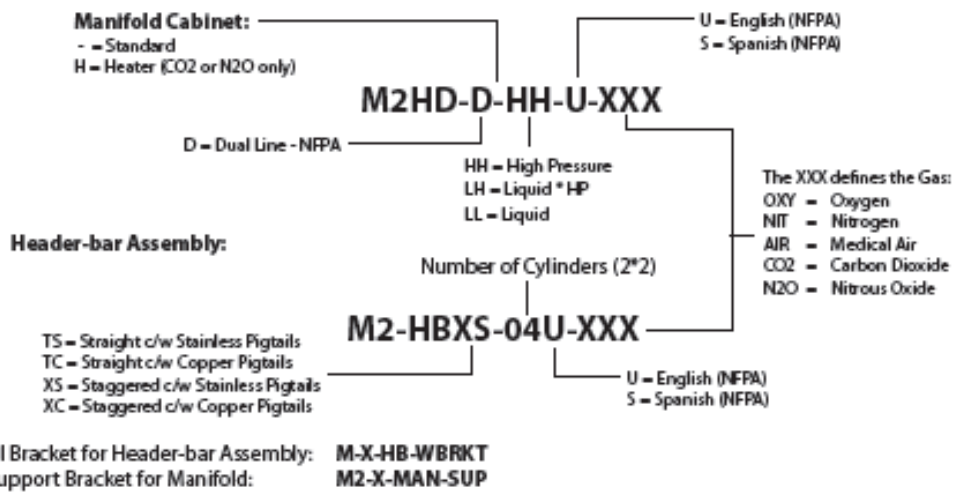 Manifold Cabinet:
- = Standard
H = Heater (CO2 or N2O only)
U = English (NFPA)
S = Spanish (NFPA)
M2HD-D-HH-U-XXX
D = Dual Line - NFPA
HH = High Pressure
LH = Liquid * HP
LL = Liquid
The XXX defines the Gas:
OXY = Oxygen
NIT = Nitrogen
AIR = Medical Air
CO2 = Carbon Dioxide
N2O = Nitrous Oxide
Header-bar Assembly:
Number of Cylinders (2*2)
M2-HBXS-04U-XXX
TS = Straight c/w Stainless Pigtails
TC = Straight c/w Copper Pigtails
XS = Staggered c/w Stainless Pigtails
XC = Staggered c/w Copper Pigtails
U = English (NFPA)
S = Spanish (NFPA)
l Bracket for Header-bar Assembly: M-X-HB-WBRKT
upport Bracket for Manifold: M2-X-MAN-SUP